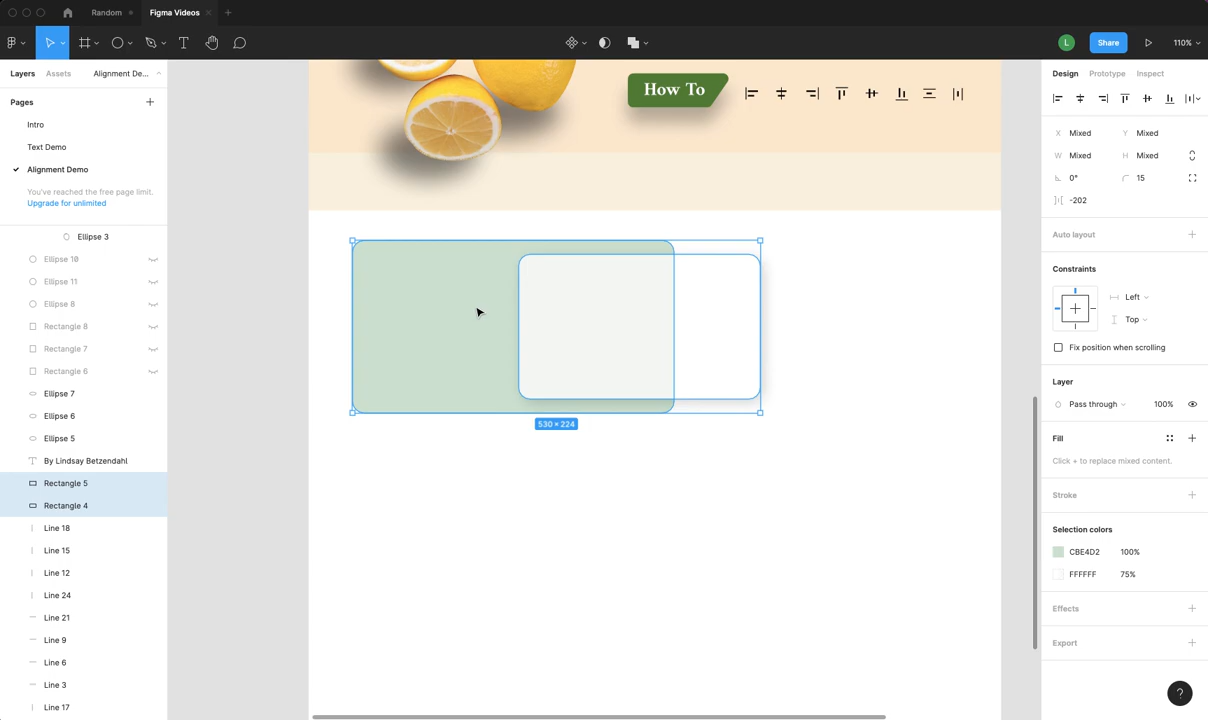 Random
Figma Videos
Share
110%
Layers
Assets
Alignment De...
Pages
Intro
Text Demo
Alignment Demo
You've reached the free page limit.
Upgrade for unlimited
Ellipse 3
Ellipse 10
Ellipse 11
Ellipse 8
Rectangle 8
Rectangle 7
Rectangle 6
Ellipse 7
Ellipse 6
Ellipse 5
By Lindsay Betzendahl
Rectangle 5
Rectangle 4
Line 18
Line 15
Line 12
Line 24
Line 21
Line 9
Line 6
Line 3
Line 17
How To
530 × 224
L
Design
Prototype
Inspect
X Mixed Y Mixed
W Mixed H Mixed
0° 15
-202
Auto layout
Constraints
Left
Top
Fix position when scrolling
Layer
Pass through 100%
Fill
Click + to replace mixed content.
Stroke
Selection colors
CBE4D2 100%
FFFFFF 75%
Effects
Export
?